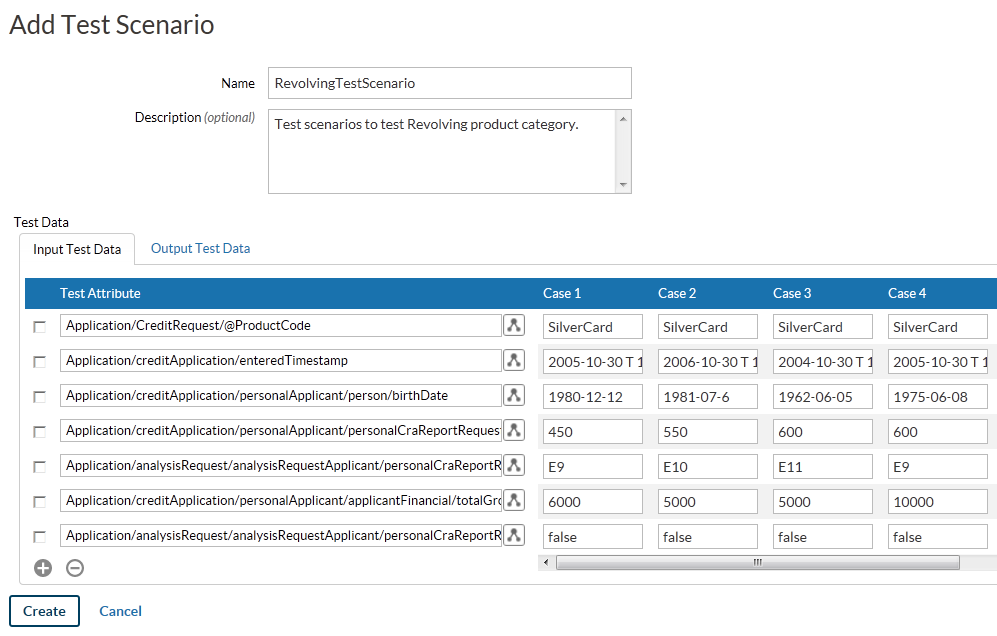 Add Test Scenario
Name RevolvingTestScenario
Description (optional) Test scenarios to test Revolving product category.
Test Data
Input Test Data Output Test Data
Test Attribute Case 1 Case 2 Case 3 Case 4
Application/CreditRequest/@ProductCode SilverCard SilverCard SilverCard SilverCard
Application/creditApplication/enteredTimestamp 2005-10-30 T 1 2006-10-30 T 1 2004-10-30 T 1 2005-10-30 T 1
Application/creditApplication/personalApplicant/person/birthDate 1980-12-12 1981-07-6 1962-06-05 1975-06-08
Application/creditApplication/personalApplicant/personalCraReportReques 450 550 600 600
Application/analysisRequest/analysisRequestApplicant/personalCraReportR E9 E10 E11 E9
Application/creditApplication/personalApplicant/applicantFinancial/totalGro 6000 5000 5000 10000
Application/analysisRequest/analysisRequestApplicant/personalCraReportR false false false false
Create Cancel